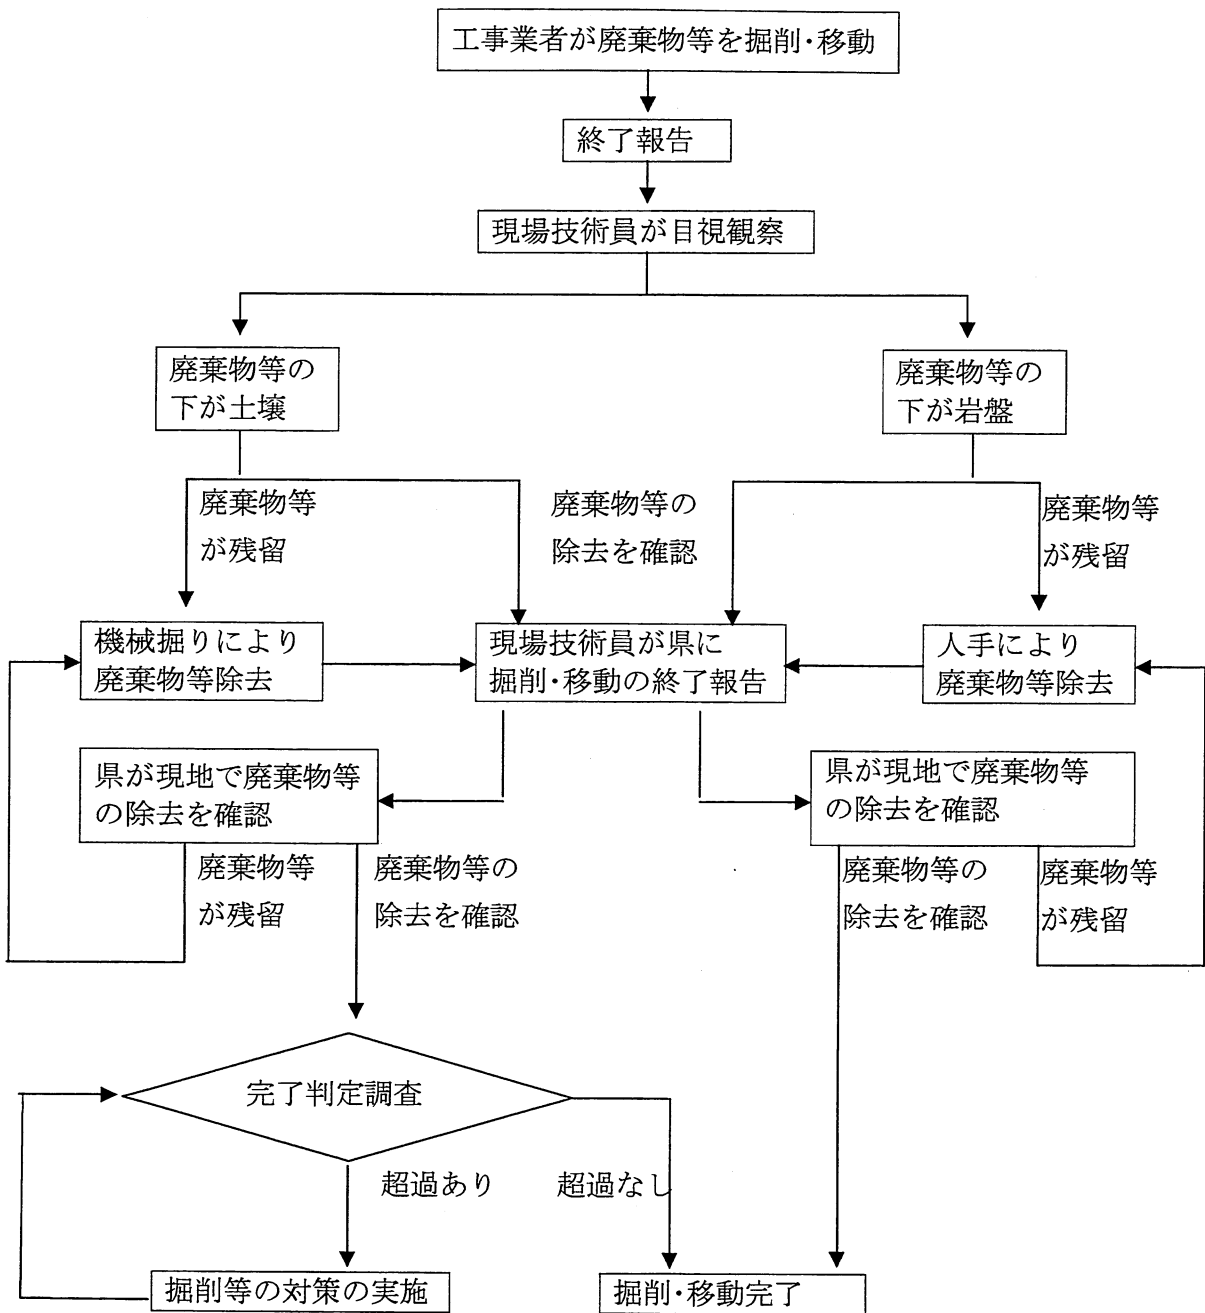 工事業者が廃棄物等を掘削・移動
終了報告
現場技術員が目視観察
廃棄物等の
下が土壌
廃棄物等の
下が岩盤
廃棄物等
が残留
廃棄物等の
除去を確認
廃棄物等
が残留
機械掘りにより
廃棄物等除去
現場技術員が県に
掘削・移動の終了報告
人手により
廃棄物等除去
県が現地で廃棄物等
の除去を確認
県が現地で廃棄物等
の除去を確認
廃棄物等
が残留
廃棄物等の
除去を確認
廃棄物等の
除去を確認
廃棄物等
が残留
完了判定調査
超過あり
超過なし
掘削等の対策の実施
掘削・移動完了